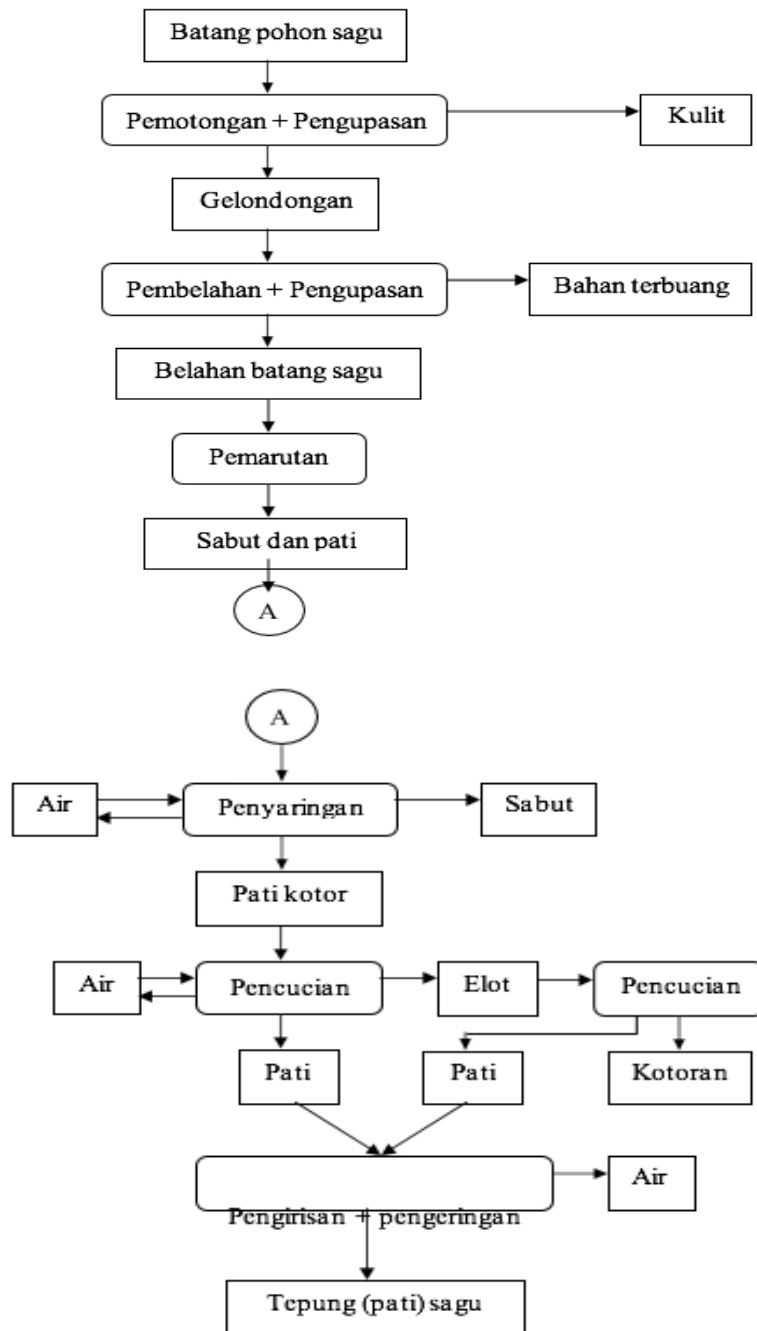 Batang pohon sagu
Pemotongan + Pengupasan
Kulit
Gelondongan
Pembelahan + Pengupasan
Bahan terbuang
Belahan batang sagu
Pemarutan
Sabut dan pati
A
A
Air
Penyaringan
Sabut
Pati kotor
Air
Pencucian
Elot
Pencucian
Pati
Pati
Kotoran
Air
Pengirisan + pengeringan
Tepung (pati) sagu